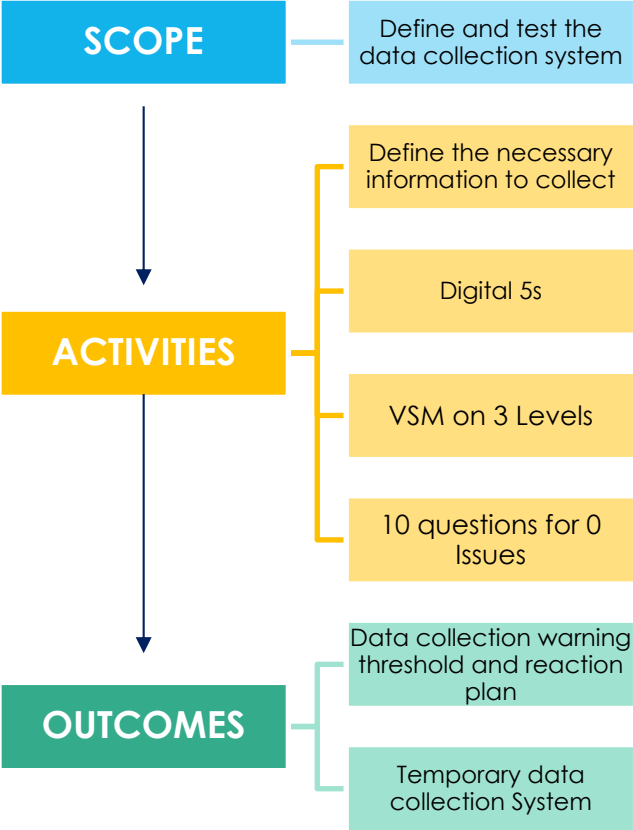 SCOPE
Define and test the
data collection system
Define the necessary
information to collect
Digital 5s
ACTIVITIES
VSM on 3 Levels
10 questions for 0
Issues
Data collection warning
threshold and reaction
plan
OUTCOMES
Temporary data
collection System